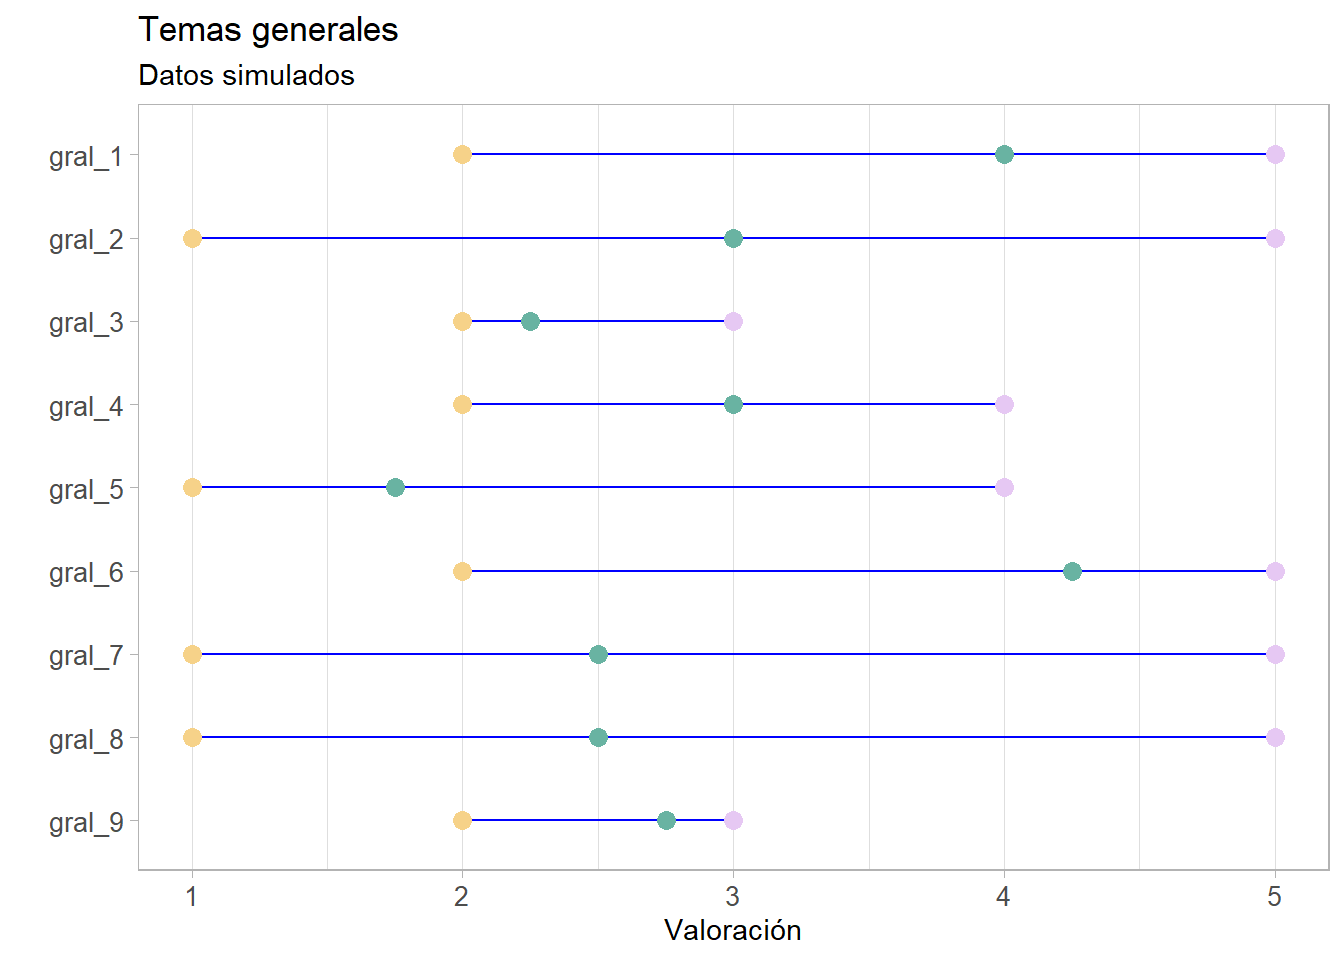 Temas generales
Datos simulados
gral_1
gral_2
gral_3
gral_4
gral_5
gral_6
gral_7
gral_8
gral_9
1 2 3 4 5
Valoración